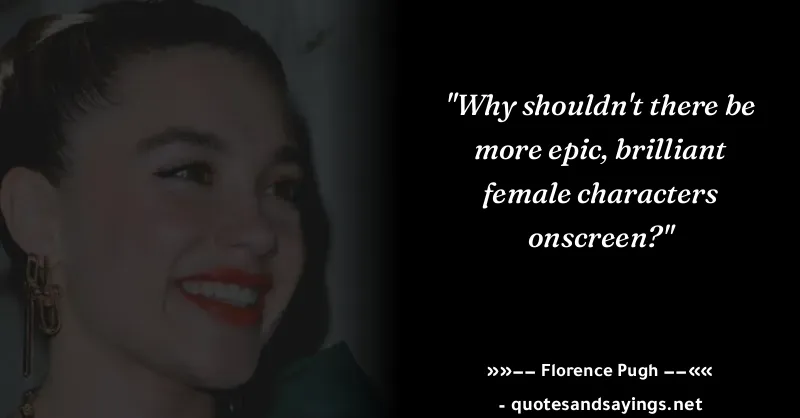 "Why shouldn't there be
more epic, brilliant
female characters
onscreen?"
»»–– Florence Pugh ––««
- quotesandsayings.net